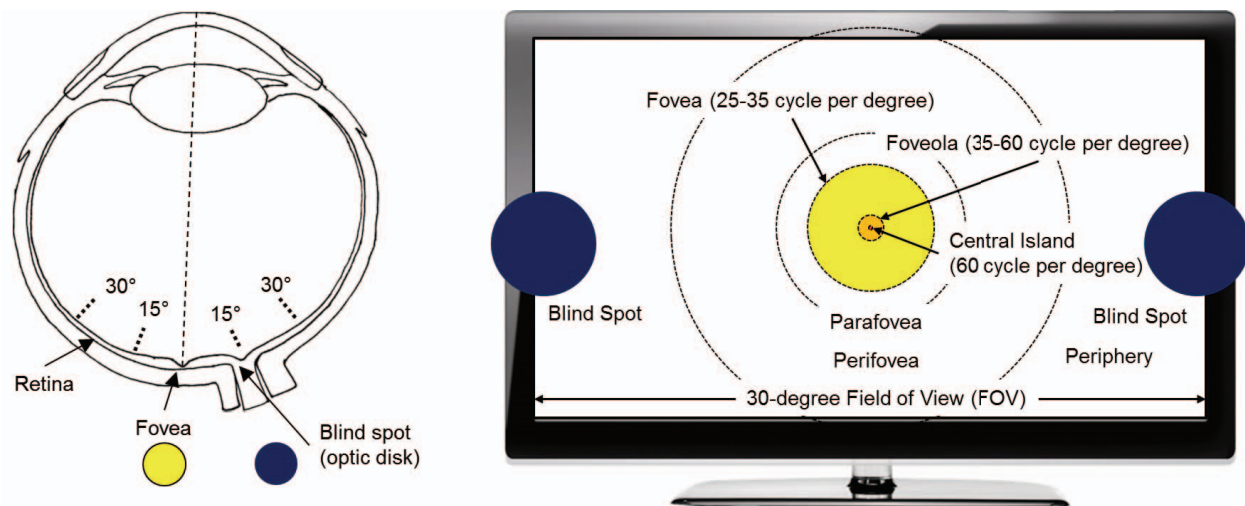 30°
15°
15°
30°
Retina
Fovea
Blind spot
(optic disk)
Fovea (25-35 cycle per degree)
Foveola (35-60 cycle per degree)
Central Island
(60 cycle per degree)
Blind Spot
Parafovea
Blind Spot
Perifovea
Periphery
30-degree Field of View (FOV)